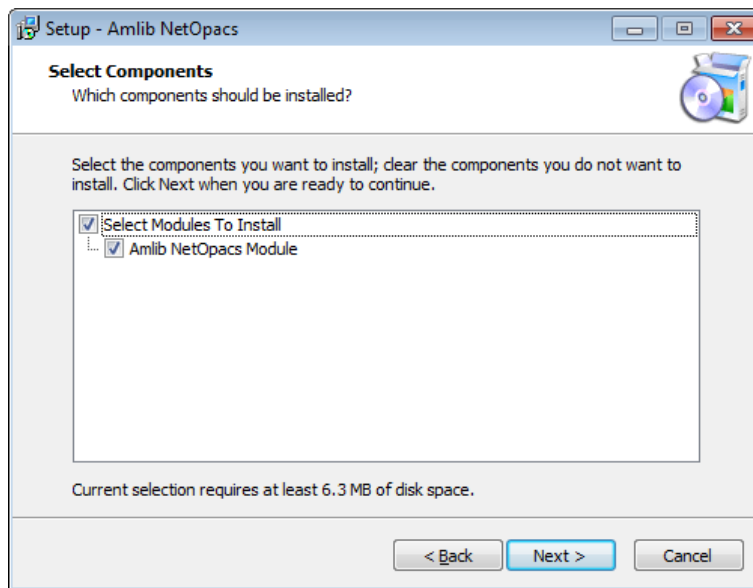 Setup - Amlib NetOpacs
Select Components
Which components should be installed?
Select the components you want to install; clear the components you do not want to
install. Click Next when you are ready to continue.
Select Modules To Install
Amlib NetOpacs Module
Current selection requires at least 6.3 MB of disk space.
< Back
Next >
Cancel